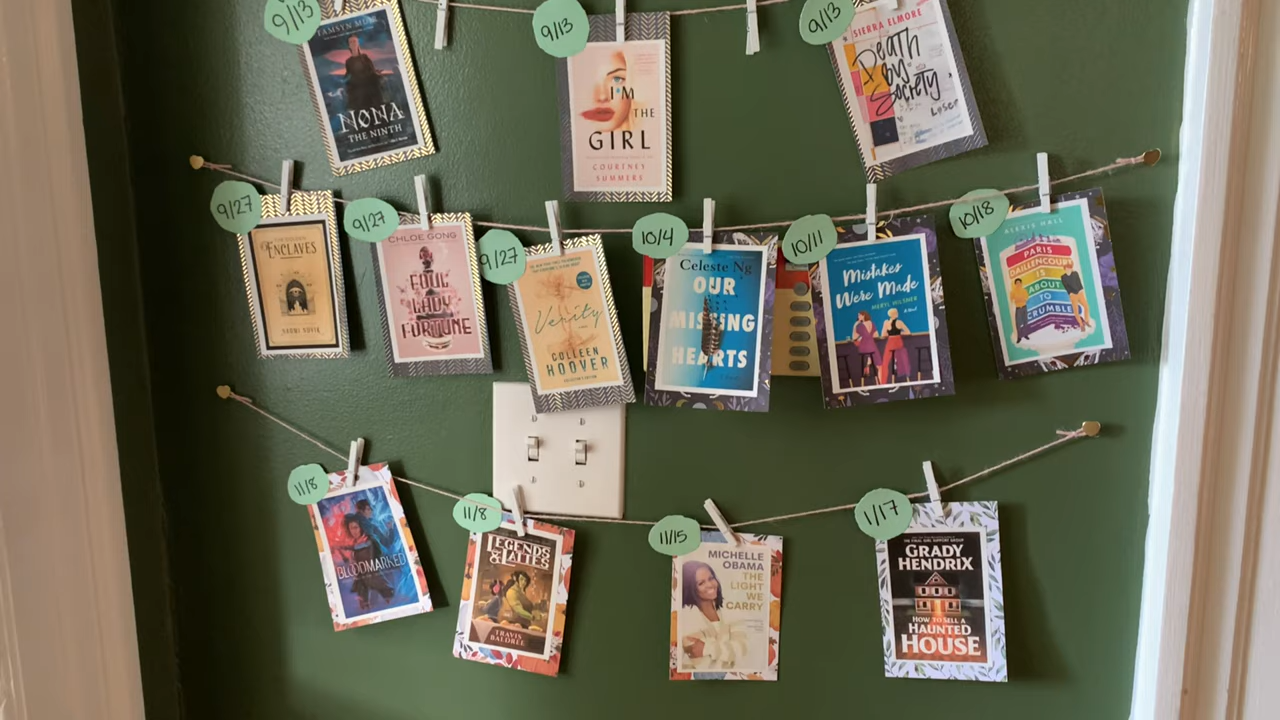 9/13
TAMSYN MUIR
NONA
THE NINTH
9/13
I'M
THE
GIRL
COURTNEY
SUMMERS
9/13
SIERRA ELMORE
Death
by
Society
Loser
9/27
ENCLAVES
NAOMI NOVIK
9/27
CHLOE GONG
FOUL
LADY
FORTUNE
9/27
Verity
COLLEEN
HOOVER
10/4
Celeste Ng
OUR
MISSING
HEARTS
10/11
Mistakes
Were Made
MERYL WILSNER
10/18
ALEXIS HALL
PARIS
DAILLENCOURT
IS
ABOUT
TO
CRUMBLE
11/8
BLOODMARKED
11/8
LEGENDS
& LATTES
TRAVIS
BALDREE
11/15
MICHELLE
OBAMA
THE
LIGHT
WE
CARRY
1/17
GRADY
HENDRIX
HOW TO SELL A
HAUNTED
HOUSE